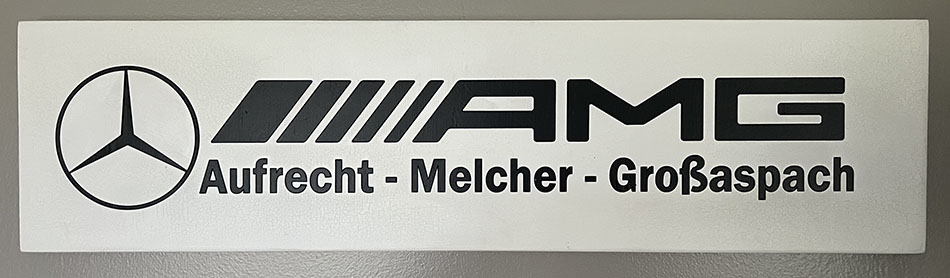 AMG
Aufrecht - Melcher - Großaspach